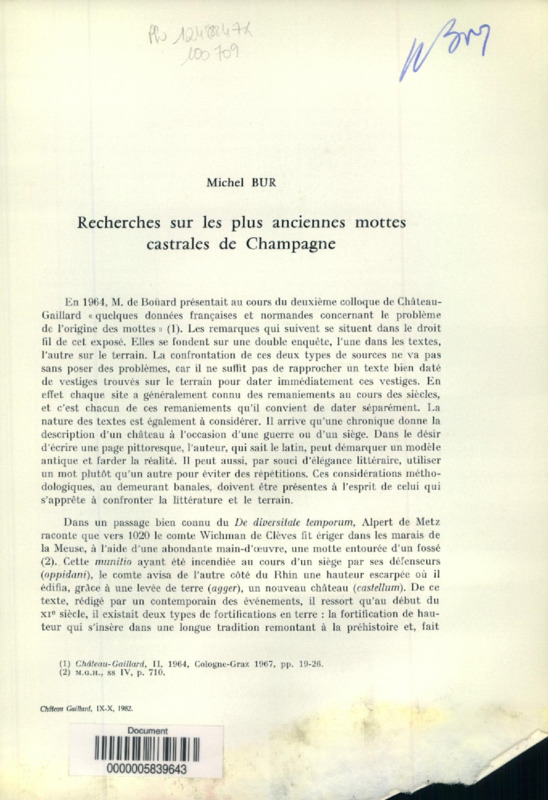 100 709
Michel BUR
Recherches sur les plus anciennes mottes
castrales de Champagne
En 1964, M. de Boüard présentait au cours du deuxième colloque de Château-
Gaillard « quelques données françaises et normandes concernant le problème
de l'origine des mottes » (1). Les remarques qui suivent se situent dans le droit
fil de cet exposé. Elles se fondent sur une double enquête, l'une dans les textes,
l'autre sur le terrain. La confrontation de ces deux types de sources ne va pas
sans poser des problèmes, car il ne suffit pas de rapprocher un texte bien daté
de vestiges trouvés sur le terrain pour dater immédiatement ces vestiges. En
effet chaque site a généralement connu des remaniements au cours des siècles,
et c'est chacun de ces remaniements qu'il convient de dater séparément. La
nature des textes est également à considérer. Il arrive qu'une chronique donne la
description d'un château à l'occasion d'une guerre ou d'un siège. Dans le désir
d'écrire une page pittoresque, l'auteur, qui sait le latin, peut démarquer un modèle
antique et farder la réalité. Il peut aussi, par souci d'élégance littéraire, utiliser
un mot plutôt qu'un autre pour éviter des répétitions. Ces considérations métho-
dologiques, au demeurant banales, doivent être présentes à l'esprit de celui qui
s'apprête à confronter la littérature et le terrain.
Dans un passage bien connu du De diversitate temporum, Alpert de Metz
raconte que vers 1020 le comte Wichman de Clèves fit ériger dans les marais de
la Meuse, à l'aide d'une abondante main-d'œuvre, une motte entourée d'un fossé
(2). Cette munitio ayant été incendiée au cours d'un siège par ses défenseurs
(oppidani), le comte avisa de l'autre côté du Rhin une hauteur escarpée où il
édifia, grâce à une levée de terre (agger), un nouveau château (castellum). De ce
texte, rédigé par un contemporain des événements, il ressort qu'au début du
XIe siècle, il existait deux types de fortifications en terre : la fortification de hau-
teur qui s'insère dans une longue tradition remontant à la préhistoire et, fait
(1) Château-Gaillard, II, 1964, Cologne-Graz 1967, pp. 19-26.
(2) M.G.H., ss IV, p. 710.
Château Gaillard, IX-X, 1982.
Document
0000005839643